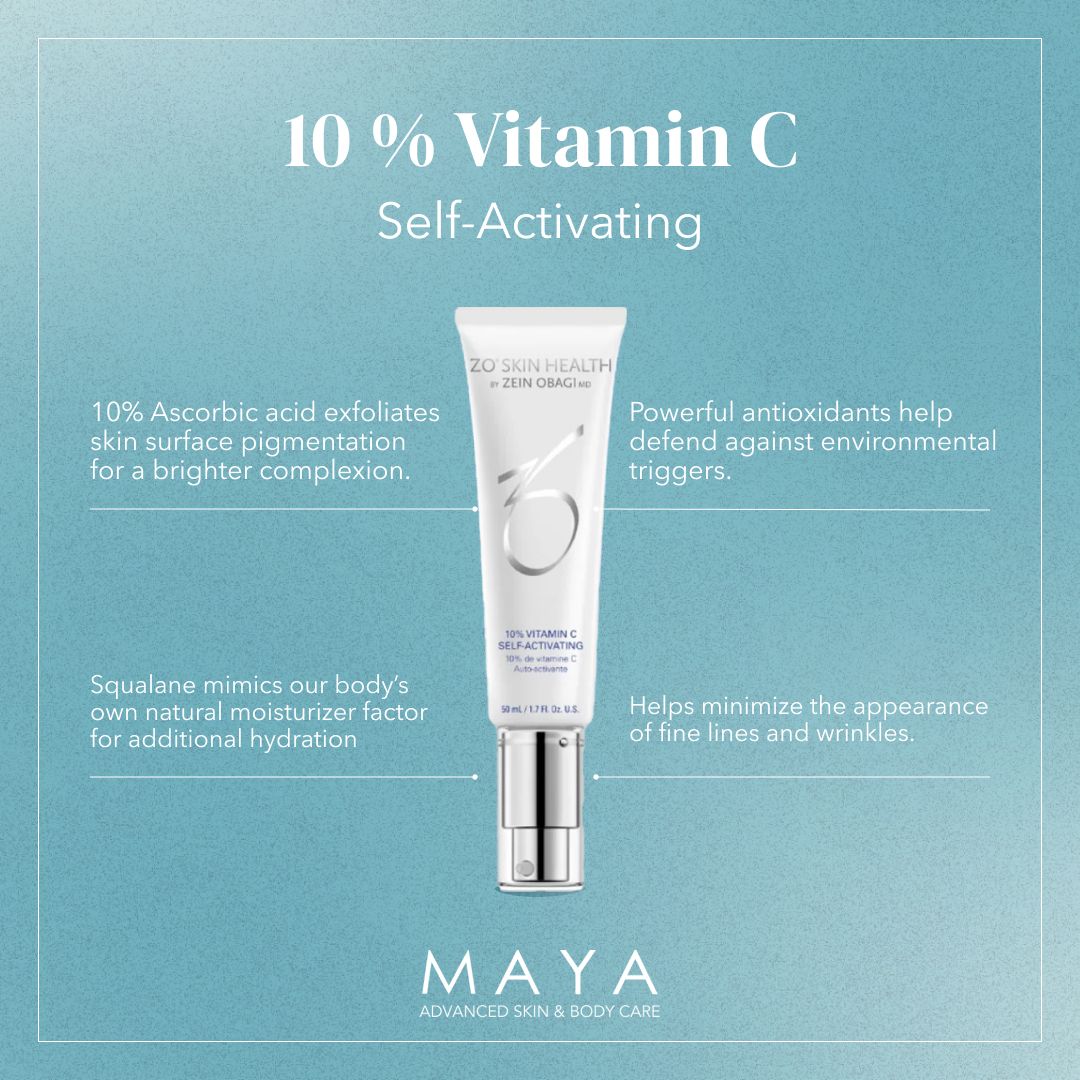 10 % Vitamin C
Self-Activating
10% Ascorbic acid exfoliates
skin surface pigmentation
for a brighter complexion.
Powerful antioxidants help
defend against environmental
triggers.
ZO® SKIN HEALTH
BY ZEIN OBAGI MD
10% VITAMIN C
SELF-ACTIVATING
10% de vitamine C
Auto-activante
50 mL / 1.7 Fl. Oz. U.S.
Squalane mimics our body’s
own natural moisturizer factor
for additional hydration
Helps minimize the appearance
of fine lines and wrinkles.
MAYA
ADVANCED SKIN & BODY CARE